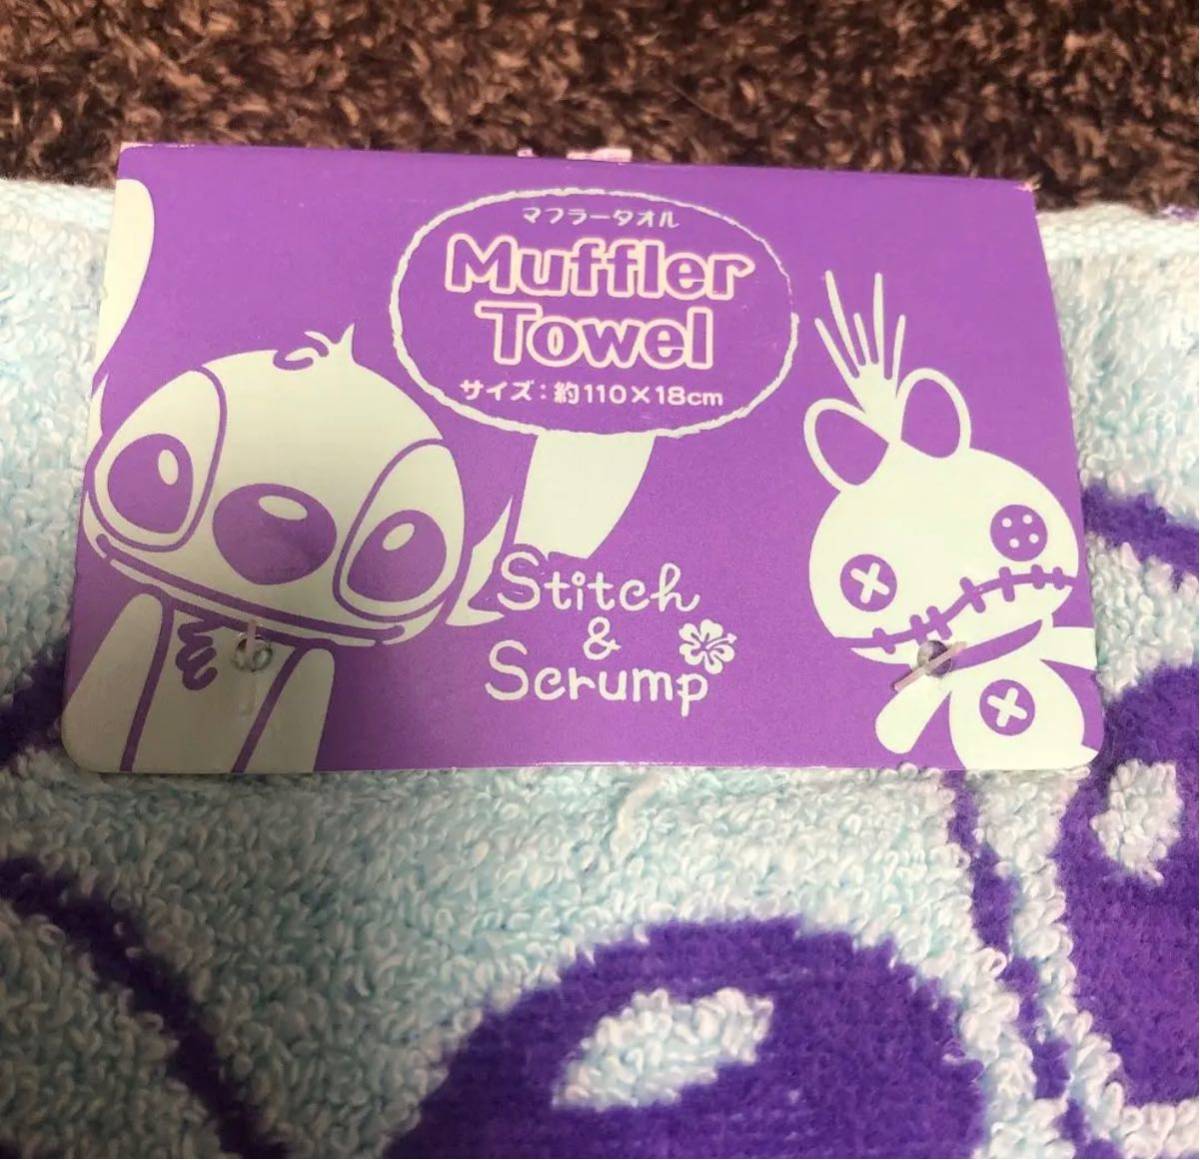 マフラータオル
Muffler
Towel
サイズ：約110×18cm
Stitch
&
Scrump